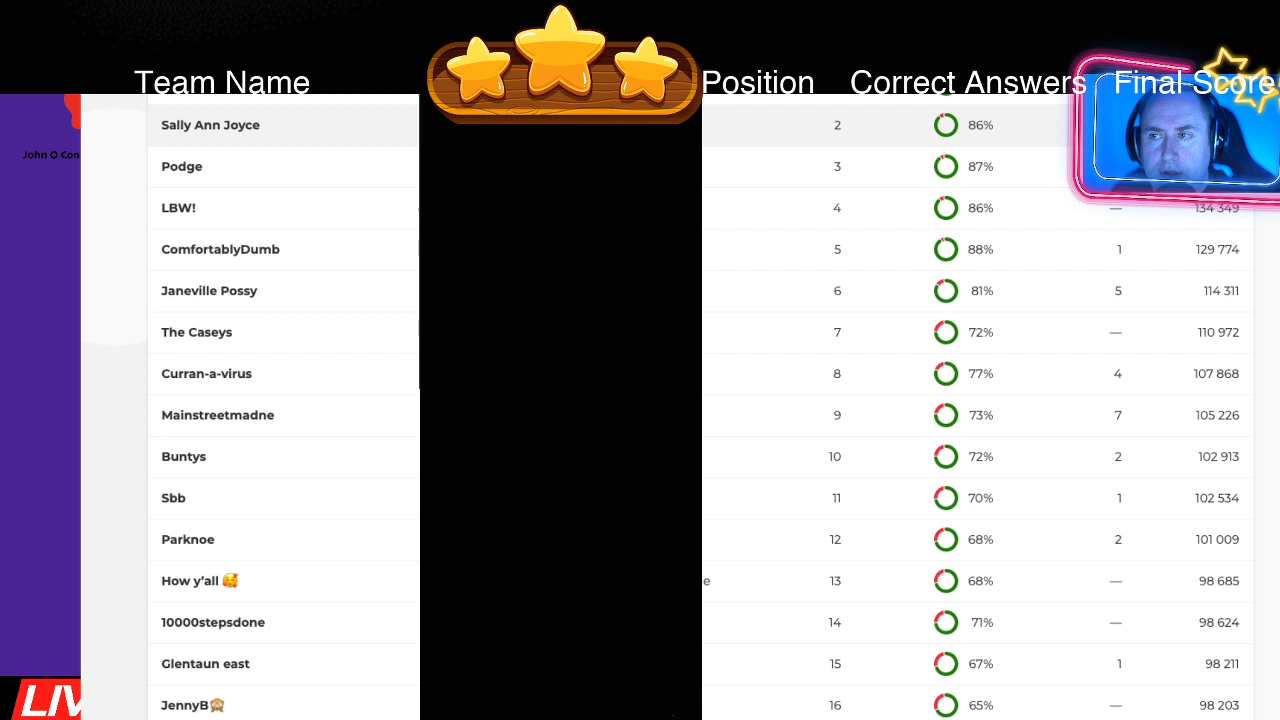 Team Name Position Correct Answers Final Score
John O Con
Sally Ann Joyce 2 86%
Podge 3 87%
LBW! 4 86% — 134 349
ComfortablyDumb 5 88% 1 129 774
Janeville Possy 6 81% 5 114 311
The Caseys 7 72% — 110 972
Curran-a-virus 8 77% 4 107 868
Mainstreetmadne 9 73% 7 105 226
Buntys 10 72% 2 102 913
Sbb 11 70% 1 102 534
Parknoe 12 68% 2 101 009
How y'all 🥰 e 13 68% — 98 685
10000stepsdone 14 71% — 98 624
Glentaun east 15 67% 1 98 211
JennyB🙈 16 65% — 98 203
LIV